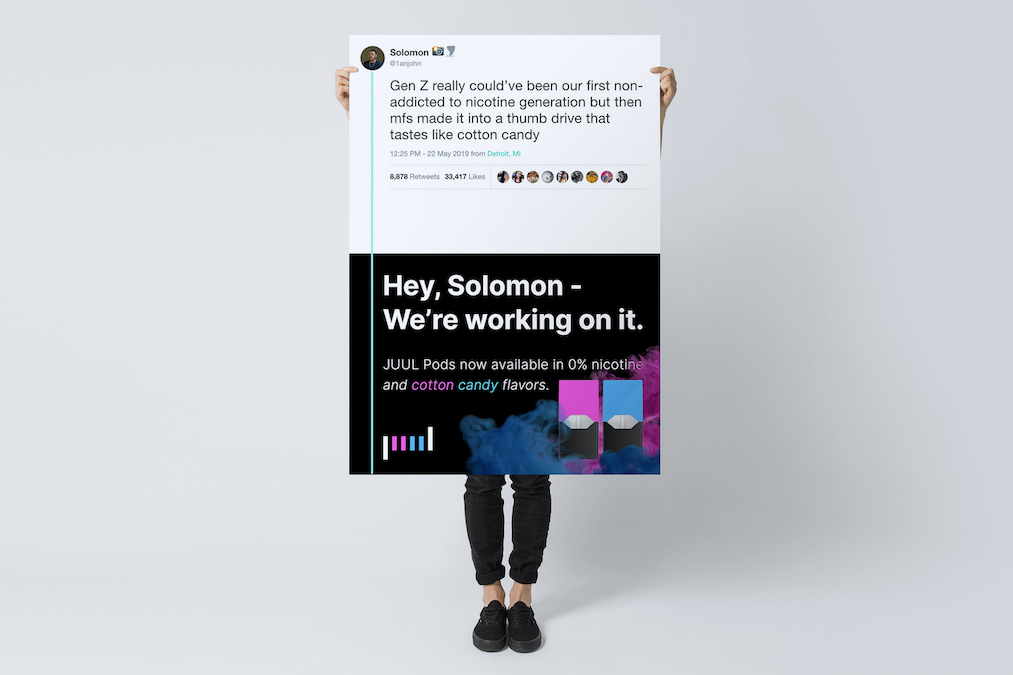 Solomon
@1anjohn
Gen Z really could've been our first non-
addicted to nicotine generation but then
mfs made it into a thumb drive that
tastes like cotton candy
12:25 PM - 22 May 2019 from Detroit, MI
8,878 Retweets 33,417 Likes
Hey, Solomon -
We're working on it.
JUUL Pods now available in 0% nicotine
and cotton candy flavors.